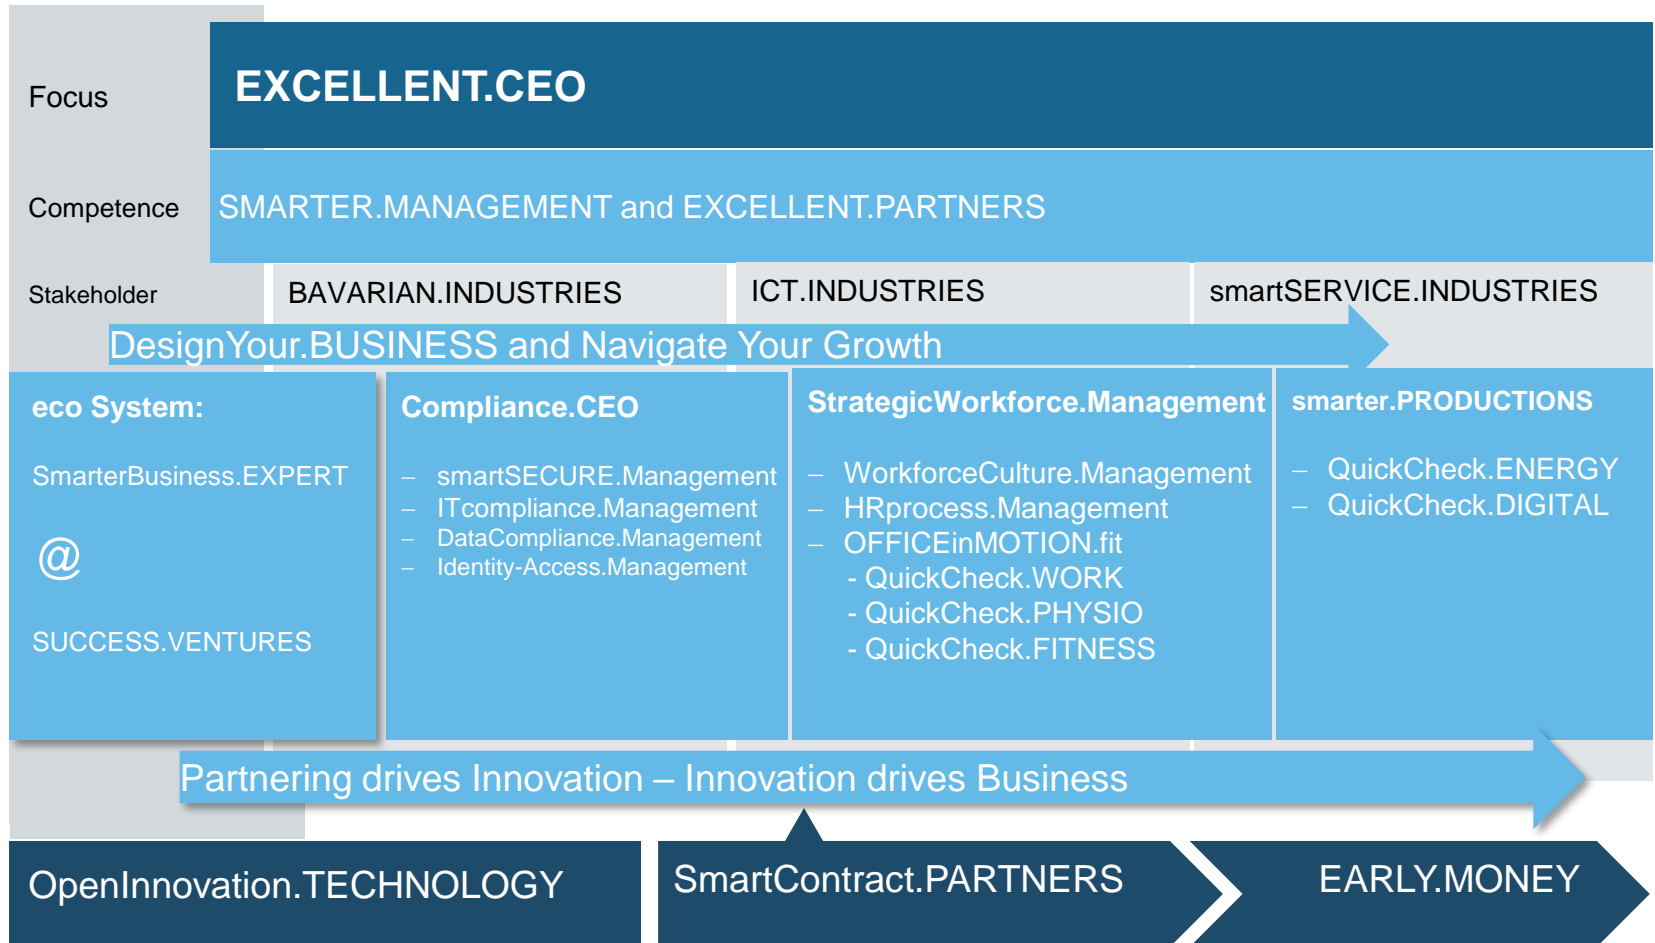 Focus
EXCELLENT.CEO
Competence
SMARTER.MANAGEMENT and EXCELLENT.PARTNERS
Stakeholder
BAVARIAN.INDUSTRIES
ICT.INDUSTRIES
smartSERVICE.INDUSTRIES
DesignYour.BUSINESS and Navigate Your Growth
eco System:
SmarterBusiness.EXPERT
@
SUCCESS.VENTURES
Compliance.CEO
– smartSECURE.Management
– ITcompliance.Management
– DataCompliance.Management
– Identity-Access.Management
StrategicWorkforce.Management
– WorkforceCulture.Management
– HRprocess.Management
– OFFICEinMOTION.fit
- QuickCheck.WORK
- QuickCheck.PHYSIO
- QuickCheck.FITNESS
smarter.PRODUCTIONS
– QuickCheck.ENERGY
– QuickCheck.DIGITAL
Partnering drives Innovation – Innovation drives Business
OpenInnovation.TECHNOLOGY
SmartContract.PARTNERS
EARLY.MONEY